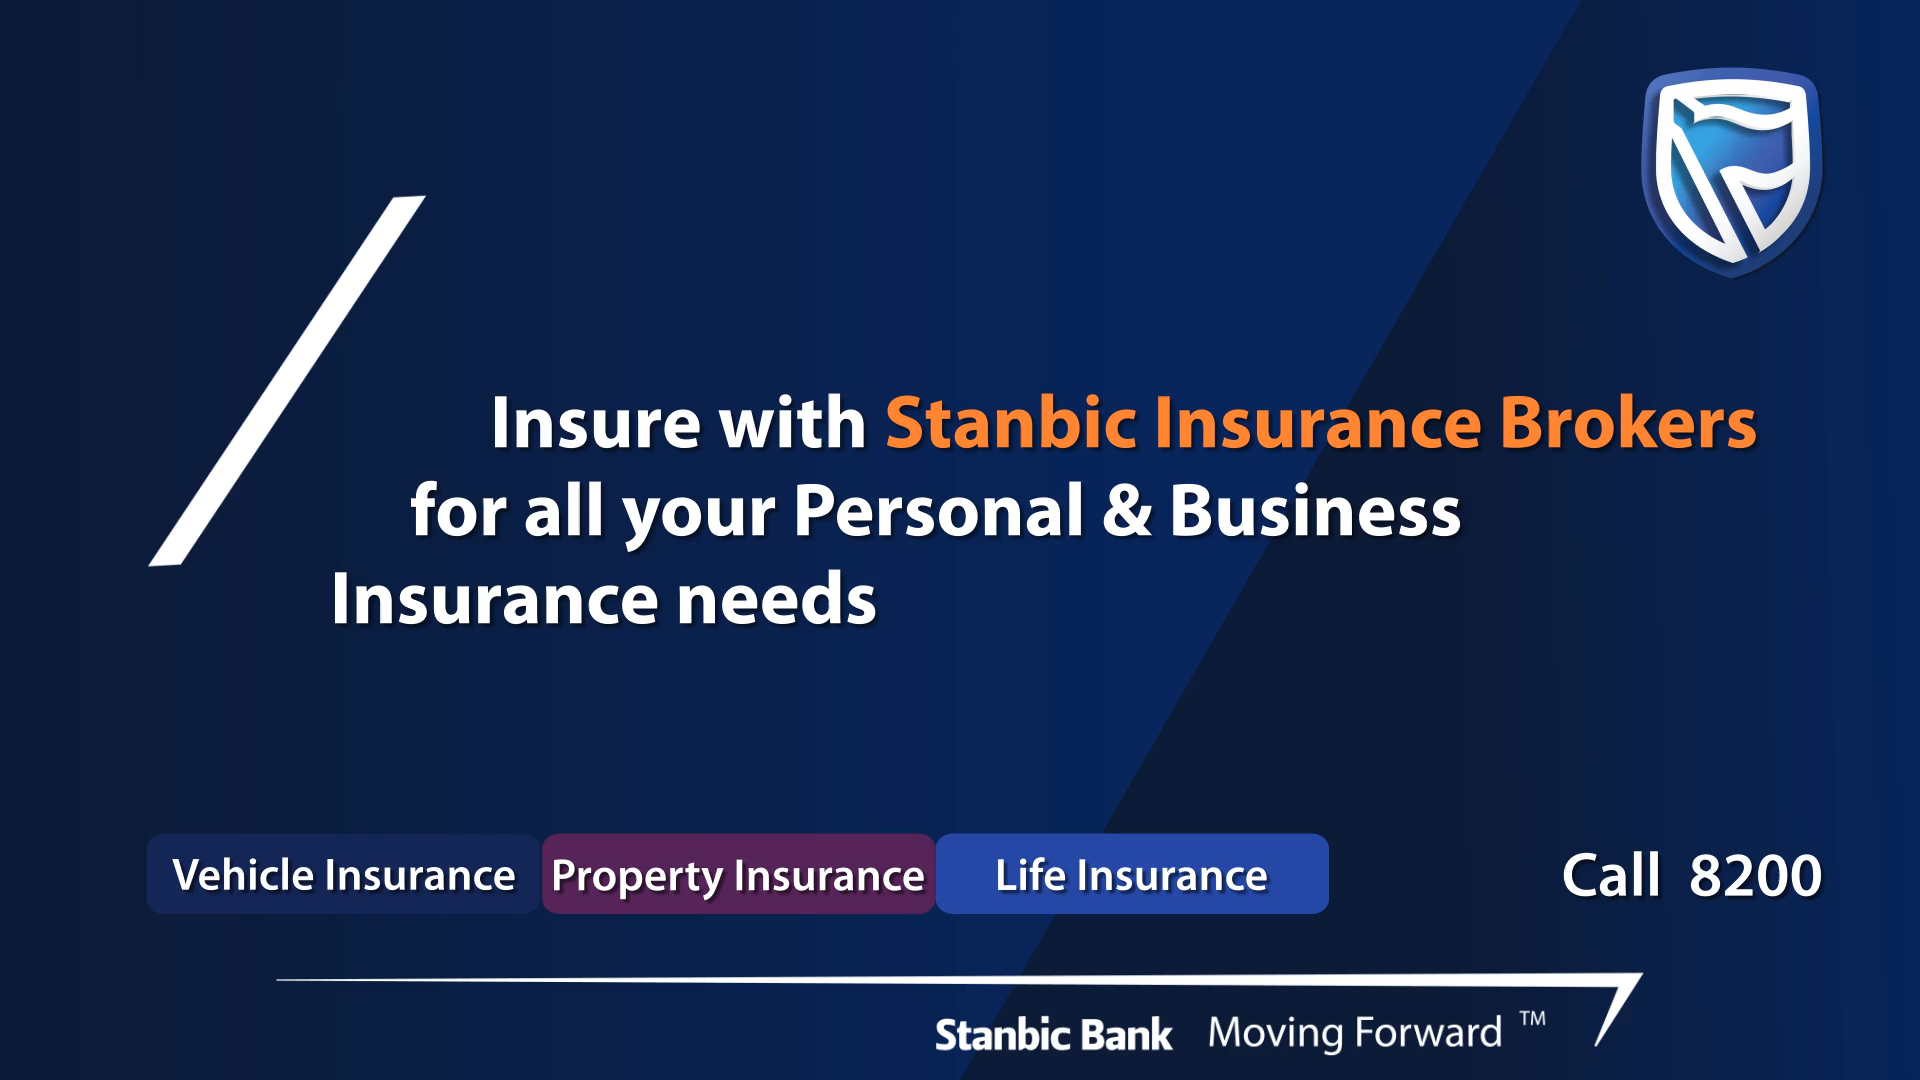 Insure with Stanbic Insurance Brokers
for all your Personal & Business
Insurance needs
Vehicle Insurance
Property Insurance
Life Insurance
Call 8200
Stanbic Bank Moving Forward ™